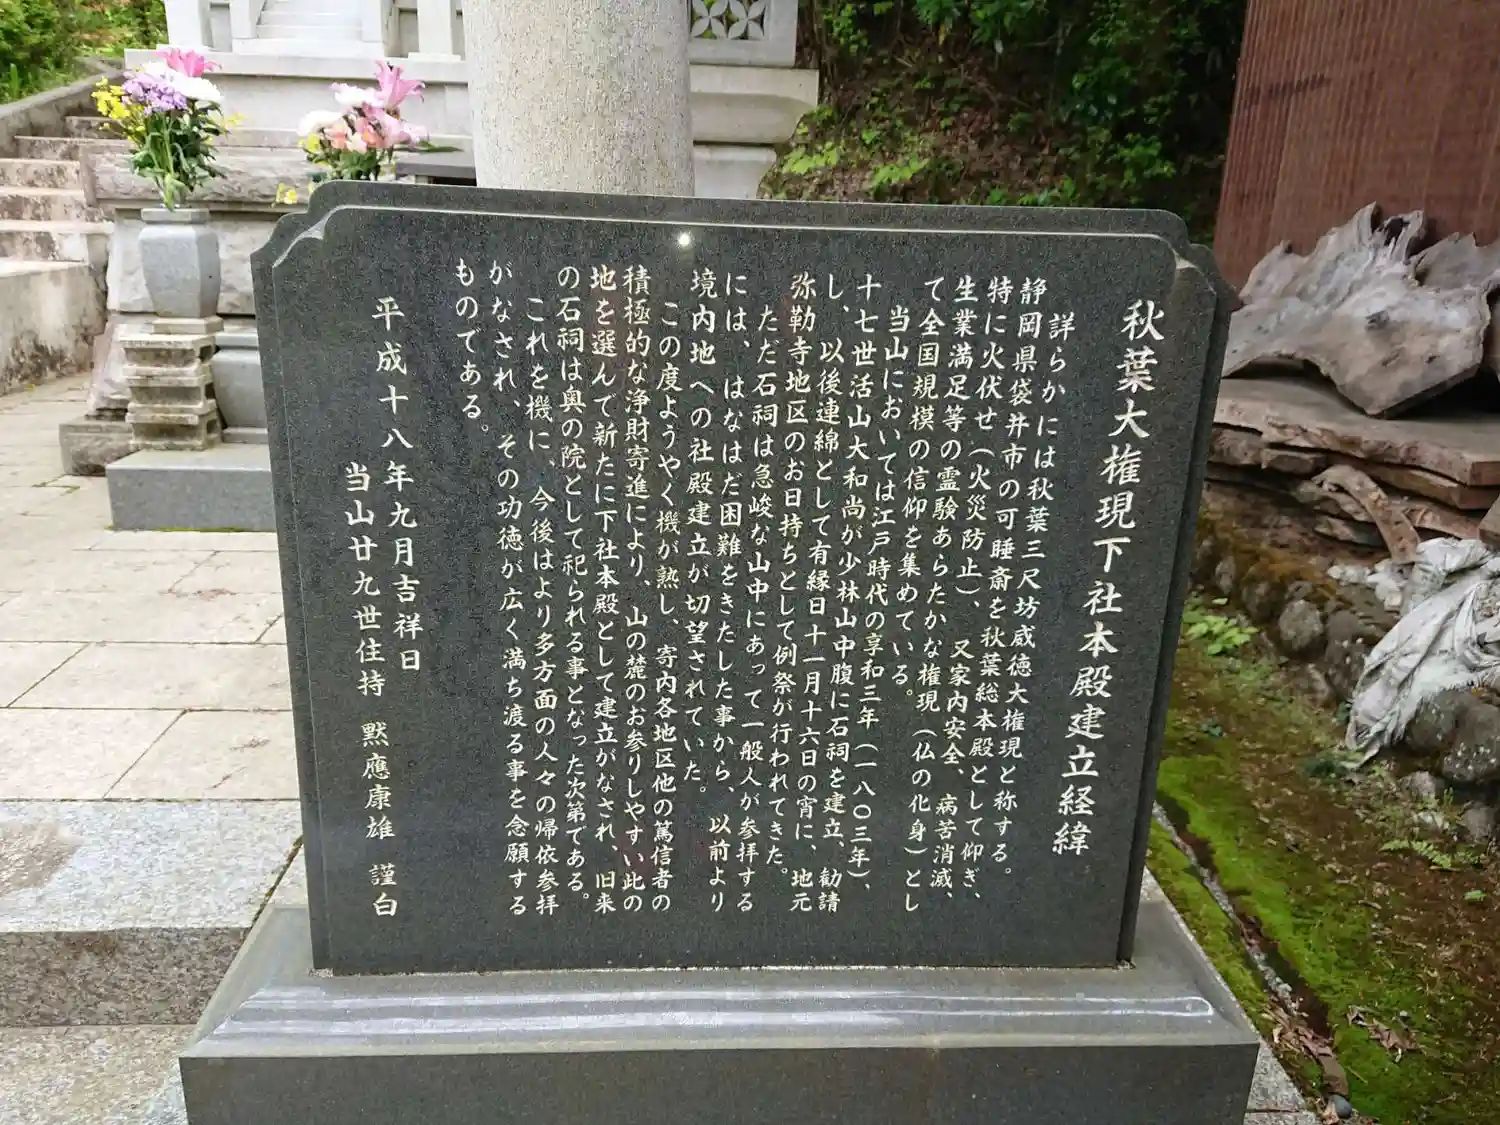 秋葉大権現下社本殿建立経緯
詳らかには秋葉三尺坊威徳大権現と称する。
静岡県袋井市の可睡斎を秋葉総本殿として仰ぎ、
特に火伏せ（火災防止）、又家内安全、病苦消滅、
生業満足等の霊験あらたかな権現（仏の化身）とし
て全国規模の信仰を集めている。
当山においては江戸時代の享和三年（一八〇三年）、
十七世活山大和尚が少林山中腹に石祠を建立、勧請
し、以後連綿として有縁日十一月十六日の宵に、地元
弥勒寺地区のお日持ちとして例祭が行われてきた。
ただ石祠は急峻な山中にあって一般人が参拝する
には、はなはだ困難をきたした事から、以前より
境内地への社殿建立が切望されていた。
この度ようやく機が熟し、寄内各地区他の篤信者の
積極的な浄財寄進により、山の麓のお参りしやすい此の
地を選んで新たに下社本殿として建立がなされ、旧来
の石祠は奥の院として祀られる事となった次第である。
これを機に、今後はより多方面の人々の帰依参拝
がなされ、その功徳が広く満ち渡る事を念願する
ものである。
平成十八年九月吉祥日
当山廿九世住持 黙應康雄 謹白